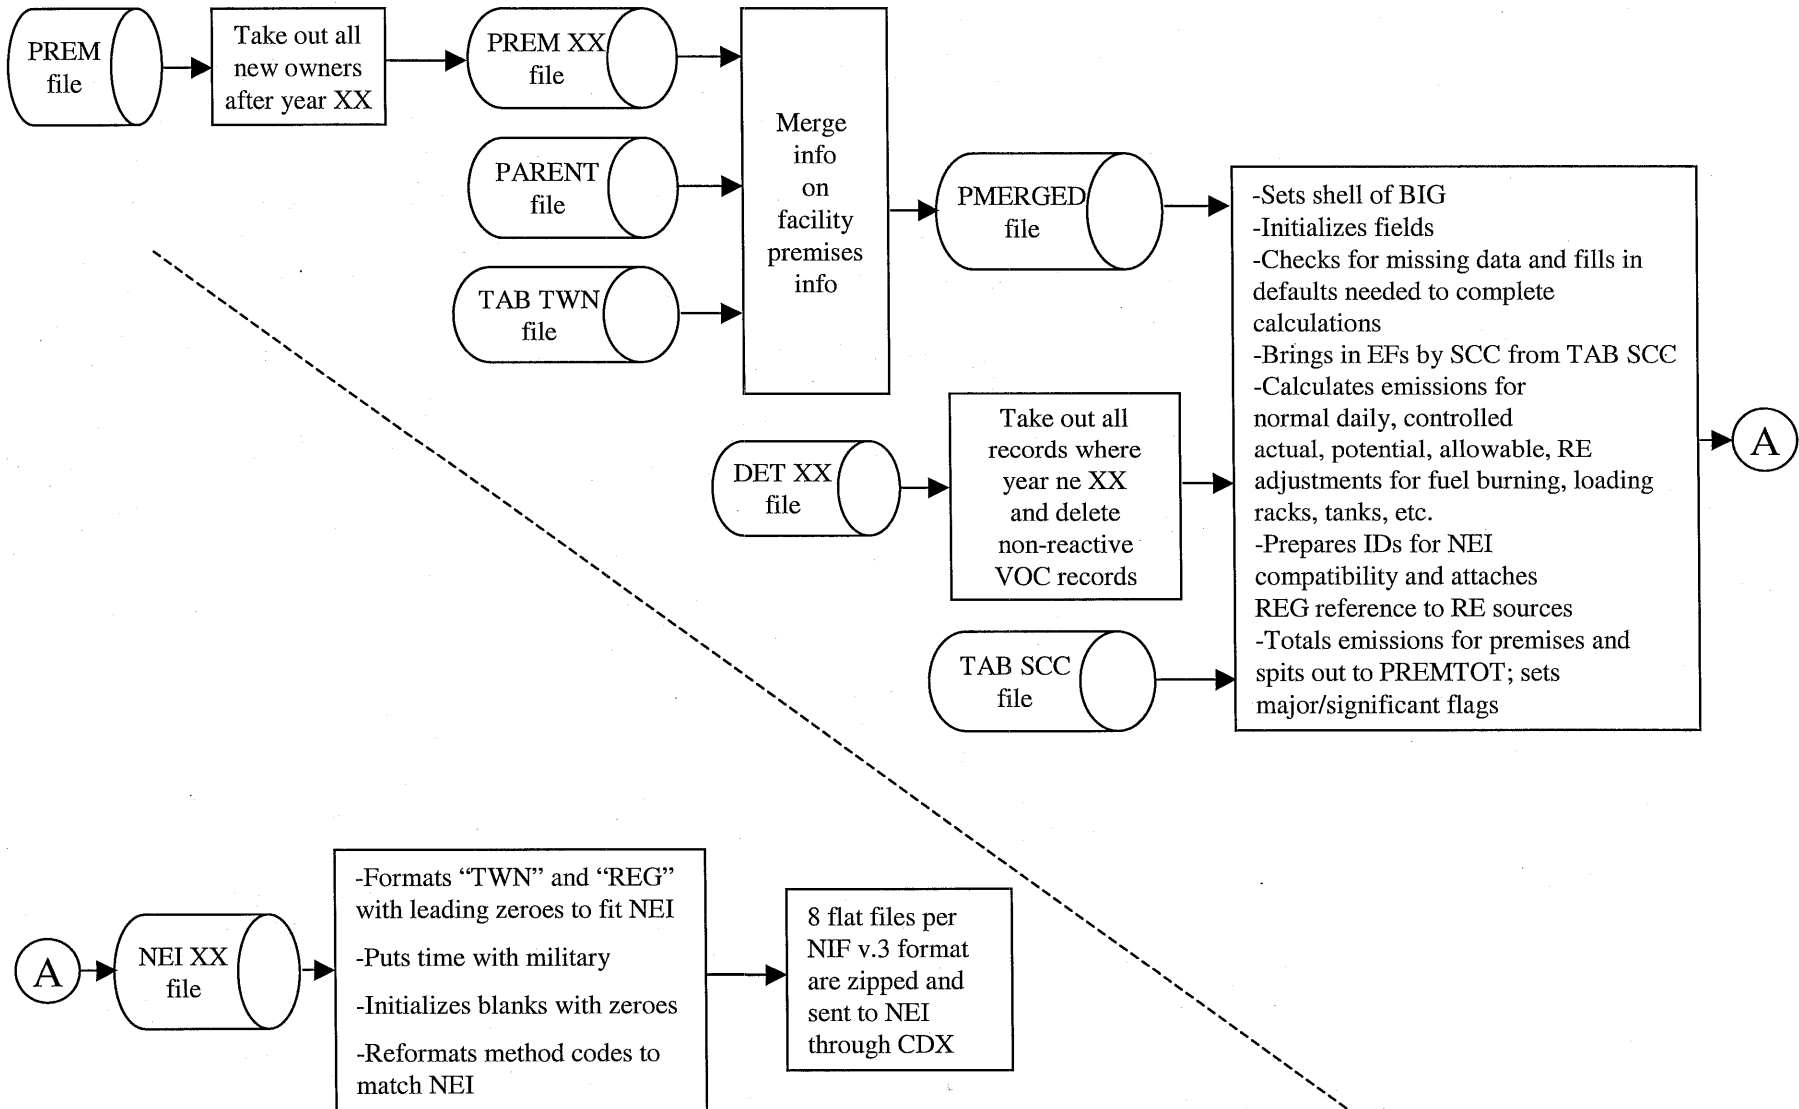 PREM
file
Take out all
new owners
after year XX
PREM XX
file
PARENT
file
TAB TWN
file
Merge
info
on
facility
premises
info
PMERGED
file
DET XX
file
Take out all
records where
year ne XX
and delete
non-reactive
VOC records
TAB SCC
file
-Sets shell of BIG
-Initializes fields
-Checks for missing data and fills in
defaults needed to complete
calculations
-Brings in EFs by SCC from TAB SCC
-Calculates emissions for
normal daily, controlled
actual, potential, allowable, RE
adjustments for fuel burning, loading
racks, tanks, etc.
-Prepares IDs for NEI
compatibility and attaches
REG reference to RE sources
-Totals emissions for premises and
spits out to PREMTOT; sets
major/significant flags
A
A
NEI XX
file
-Formats “TWN” and “REG”
with leading zeroes to fit NEI
-Puts time with military
-Initializes blanks with zeroes
-Reformats method codes to
match NEI
8 flat files per
NIF v.3 format
are zipped and
sent to NEI
through CDX